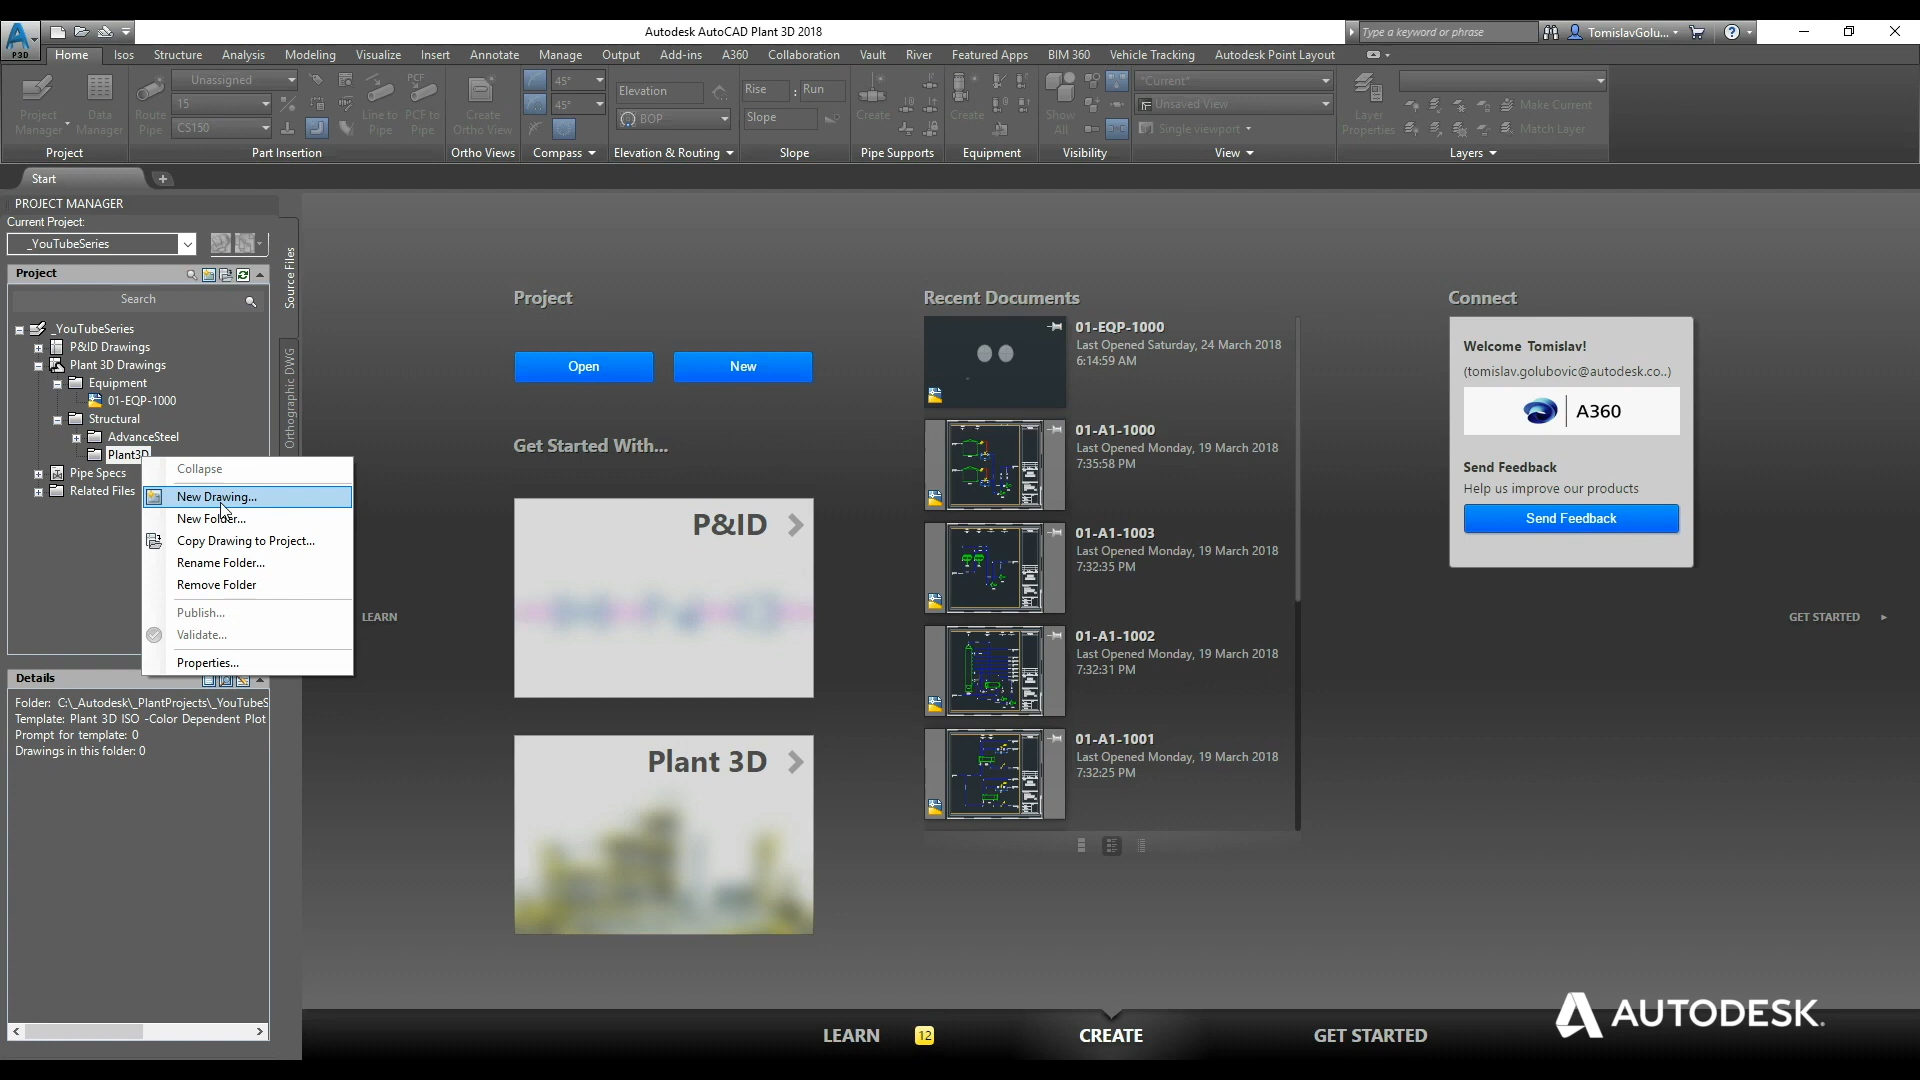 Autodesk AutoCAD Plant 3D 2018
Type a keyword or phrase
TomislavGolu...
P3D
Home Isos Structure Analysis Modeling Visualize Insert Annotate Manage Output Add-ins A360 Collaboration Vault River Featured Apps BIM 360 Vehicle Tracking Autodesk Point Layout
Project Manager
Data Manager
Route Pipe
Unassigned
15
CS150
Line to Pipe
PCF to Pipe
PCF
Create Ortho View
45°
45°
Elevation
BOP
Rise : Run
Slope
Create
Create
Show All
*Current*
Unsaved View
Single viewport
Layer Properties
Make Current
Match Layer
Project
Part Insertion
Ortho Views
Compass
Elevation & Routing
Slope
Pipe Supports
Equipment
Visibility
View
Layers
Start
PROJECT MANAGER
Current Project:
_YouTubeSeries
Project
Search
_YouTubeSeries
P&ID Drawings
Plant 3D Drawings
Equipment
01-EQP-1000
Structural
AdvanceSteel
Plant3D
Pipe Specs
Related Files
Source Files
Orthographic DWG
Collapse
New Drawing...
New Folder...
Copy Drawing to Project...
Rename Folder...
Remove Folder
Publish...
Validate...
Properties...
Details
Folder: C:\_Autodesk\_PlantProjects\_YouTubeS
Template: Plant 3D ISO -Color Dependent Plot
Prompt for template: 0
Drawings in this folder: 0
LEARN
Project
Open
New
Get Started With...
P&ID
Plant 3D
Recent Documents
01-EQP-1000
Last Opened Saturday, 24 March 2018
6:14:59 AM
01-A1-1000
Last Opened Monday, 19 March 2018
7:35:58 PM
01-A1-1003
Last Opened Monday, 19 March 2018
7:32:35 PM
01-A1-1002
Last Opened Monday, 19 March 2018
7:32:31 PM
01-A1-1001
Last Opened Monday, 19 March 2018
7:32:25 PM
Connect
Welcome Tomislav!
(tomislav.golubovic@autodesk.co..)
A360
Send Feedback
Help us improve our products
Send Feedback
GET STARTED
LEARN 12 CREATE GET STARTED
AUTODESK.